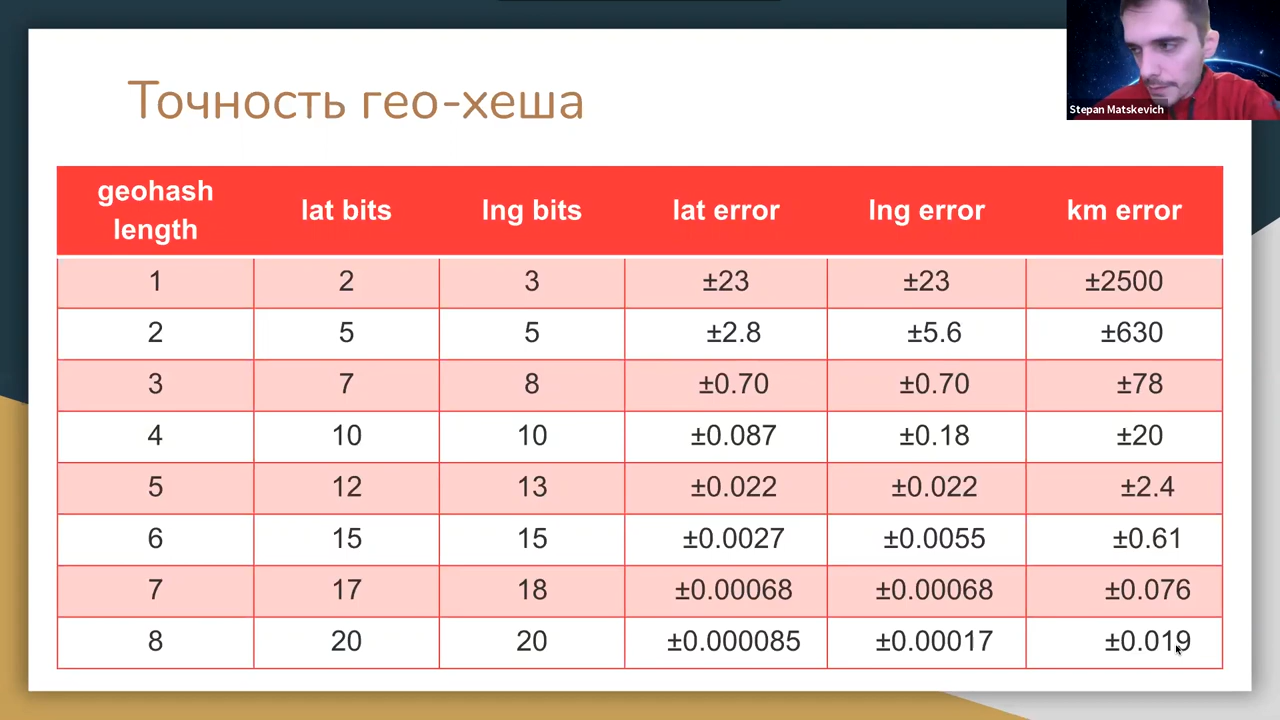 Точность гео-хеша
Stepan Matskevich
geohash length lat bits lng bits lat error lng error km error
1 2 3 ±23 ±23 ±2500
2 5 5 ±2.8 ±5.6 ±630
3 7 8 ±0.70 ±0.70 ±78
4 10 10 ±0.087 ±0.18 ±20
5 12 13 ±0.022 ±0.022 ±2.4
6 15 15 ±0.0027 ±0.0055 ±0.61
7 17 18 ±0.00068 ±0.00068 ±0.076
8 20 20 ±0.000085 ±0.00017 ±0.019